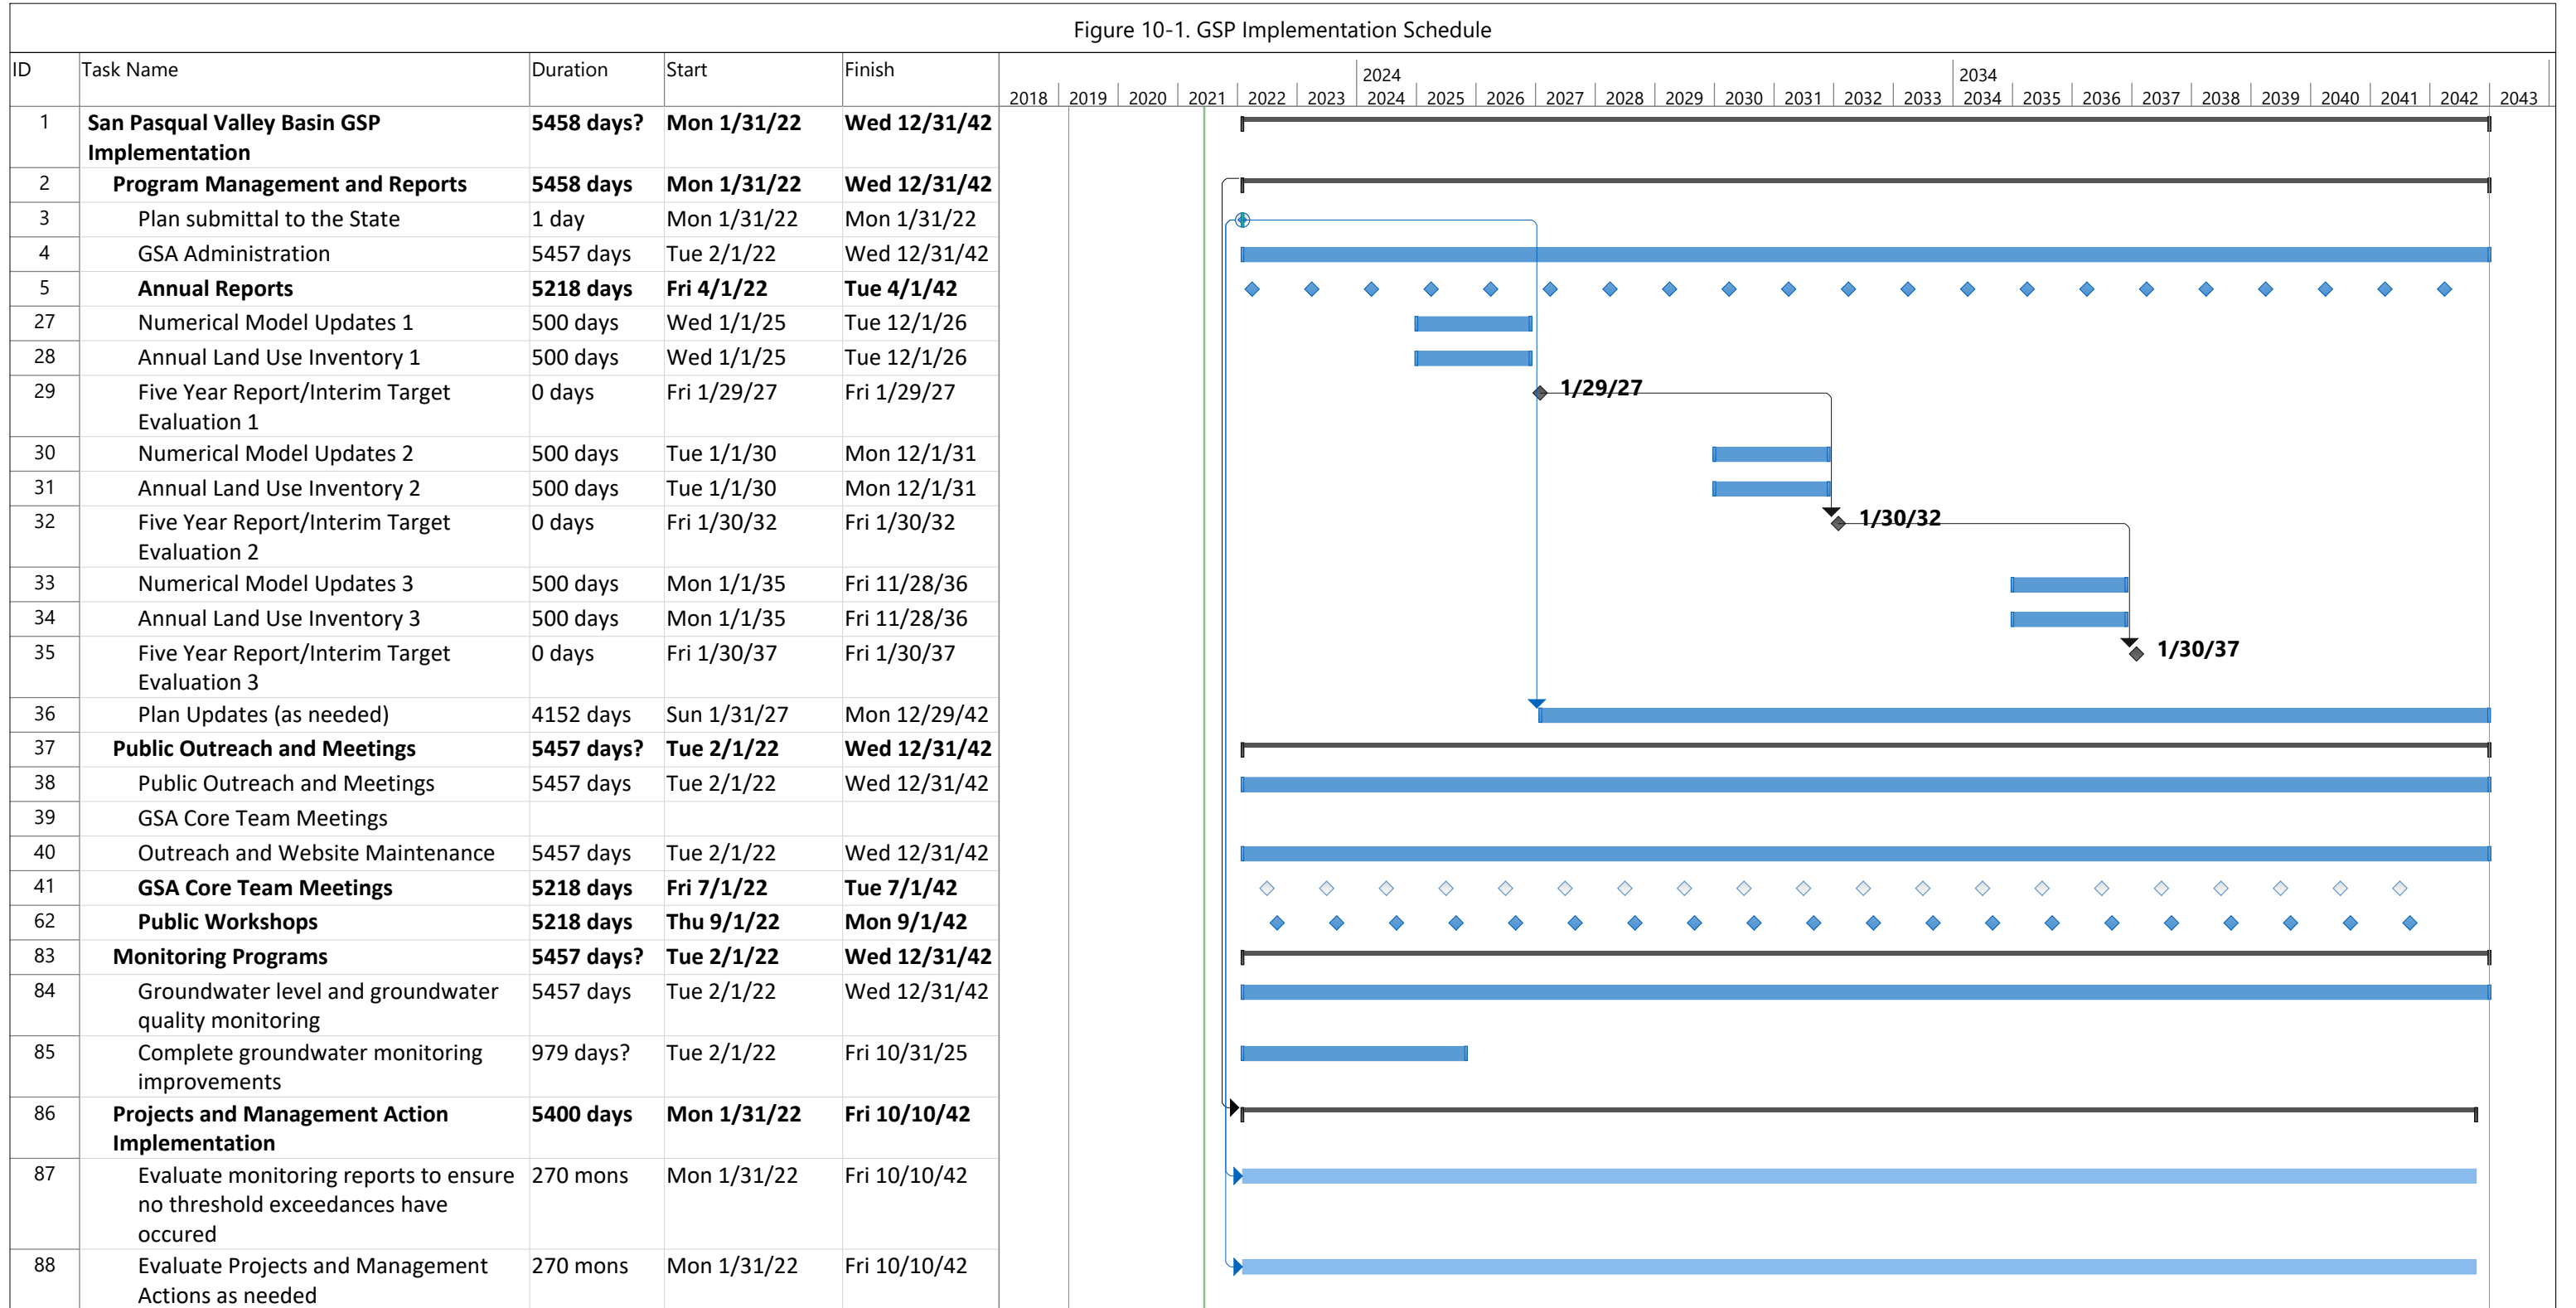 Figure 10-1. GSP Implementation Schedule
ID Task Name Duration Start Finish
2024 2034
2018 2019 2020 2021 2022 2023 2024 2025 2026 2027 2028 2029 2030 2031 2032 2033 2034 2035 2036 2037 2038 2039 2040 2041 2042 2043
1 San Pasqual Valley Basin GSP 5458 days? Mon 1/31/22 Wed 12/31/42
Implementation
2 Program Management and Reports 5458 days Mon 1/31/22 Wed 12/31/42
3 Plan submittal to the State 1 day Mon 1/31/22 Mon 1/31/22
4 GSA Administration 5457 days Tue 2/1/22 Wed 12/31/42
5 Annual Reports 5218 days Fri 4/1/22 Tue 4/1/42
27 Numerical Model Updates 1 500 days Wed 1/1/25 Tue 12/1/26
28 Annual Land Use Inventory 1 500 days Wed 1/1/25 Tue 12/1/26
29 Five Year Report/Interim Target 0 days Fri 1/29/27 Fri 1/29/27 1/29/27
Evaluation 1
30 Numerical Model Updates 2 500 days Tue 1/1/30 Mon 12/1/31
31 Annual Land Use Inventory 2 500 days Tue 1/1/30 Mon 12/1/31
32 Five Year Report/Interim Target 0 days Fri 1/30/32 Fri 1/30/32 1/30/32
Evaluation 2
33 Numerical Model Updates 3 500 days Mon 1/1/35 Fri 11/28/36
34 Annual Land Use Inventory 3 500 days Mon 1/1/35 Fri 11/28/36
35 Five Year Report/Interim Target 0 days Fri 1/30/37 Fri 1/30/37 1/30/37
Evaluation 3
36 Plan Updates (as needed) 4152 days Sun 1/31/27 Mon 12/29/42
37 Public Outreach and Meetings 5457 days? Tue 2/1/22 Wed 12/31/42
38 Public Outreach and Meetings 5457 days Tue 2/1/22 Wed 12/31/42
39 GSA Core Team Meetings
40 Outreach and Website Maintenance 5457 days Tue 2/1/22 Wed 12/31/42
41 GSA Core Team Meetings 5218 days Fri 7/1/22 Tue 7/1/42
62 Public Workshops 5218 days Thu 9/1/22 Mon 9/1/42
83 Monitoring Programs 5457 days? Tue 2/1/22 Wed 12/31/42
84 Groundwater level and groundwater 5457 days Tue 2/1/22 Wed 12/31/42
quality monitoring
85 Complete groundwater monitoring 979 days? Tue 2/1/22 Fri 10/31/25
improvements
86 Projects and Management Action 5400 days Mon 1/31/22 Fri 10/10/42
Implementation
87 Evaluate monitoring reports to ensure 270 mons Mon 1/31/22 Fri 10/10/42
no threshold exceedances have
occured
88 Evaluate Projects and Management 270 mons Mon 1/31/22 Fri 10/10/42
Actions as needed